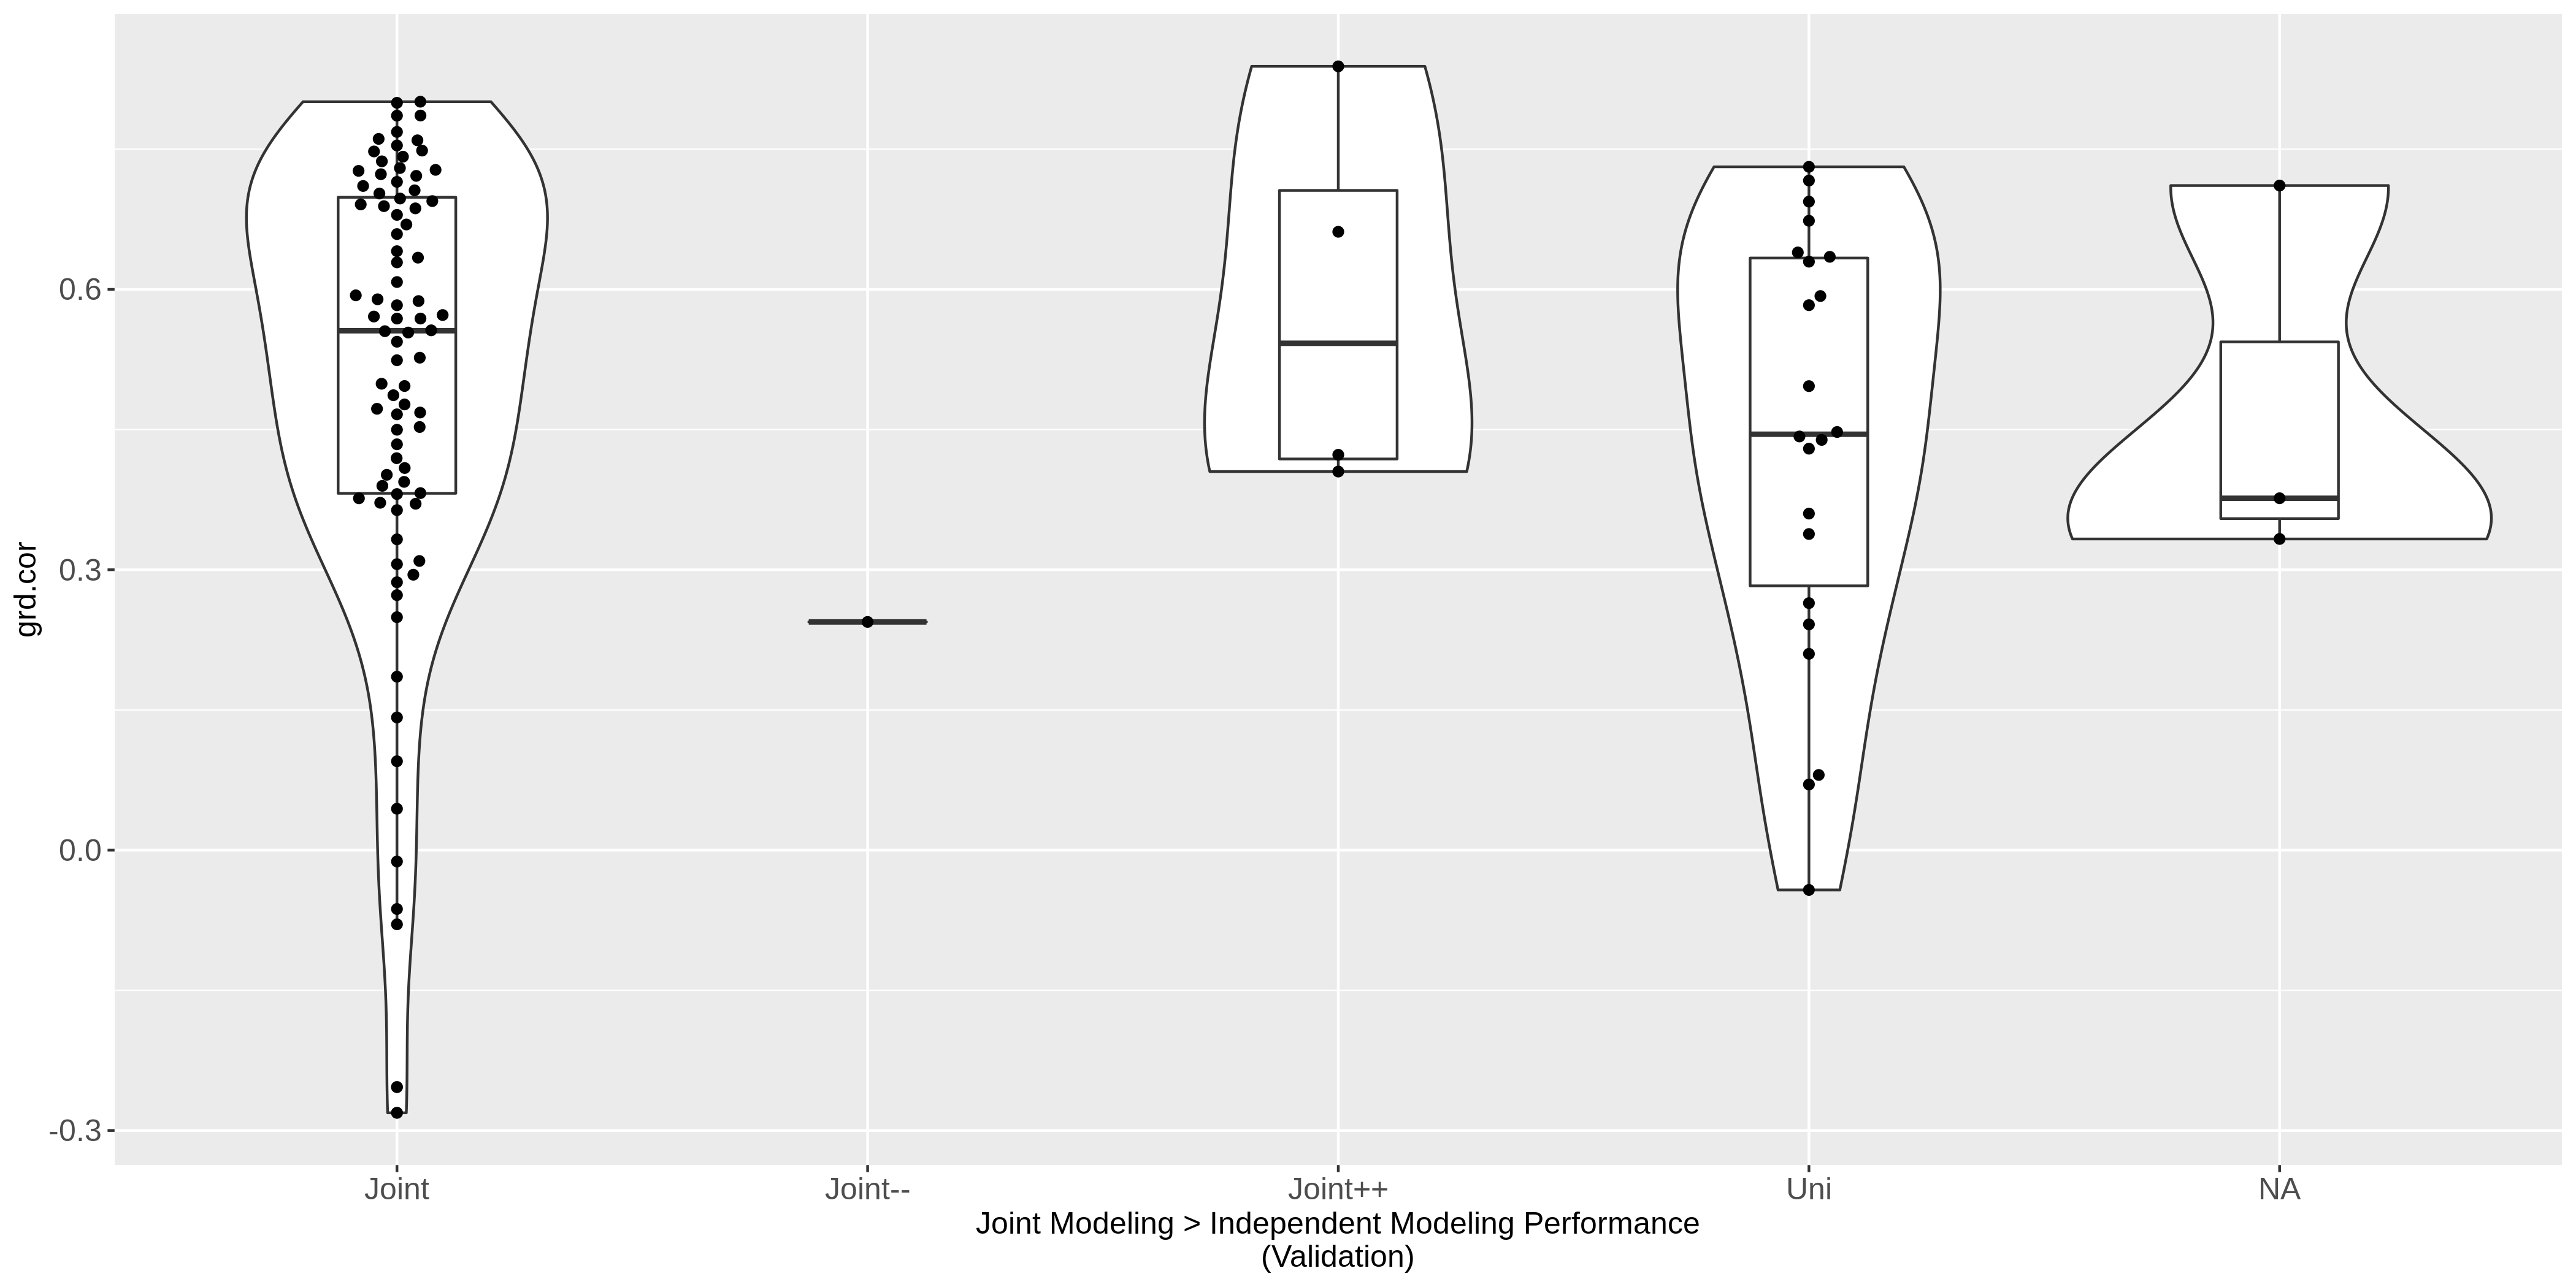 grd.cor
0.6
0.3
0.0
-0.3
Joint Joint-- Joint++ Uni NA
Joint Modeling > Independent Modeling Performance
(Validation)